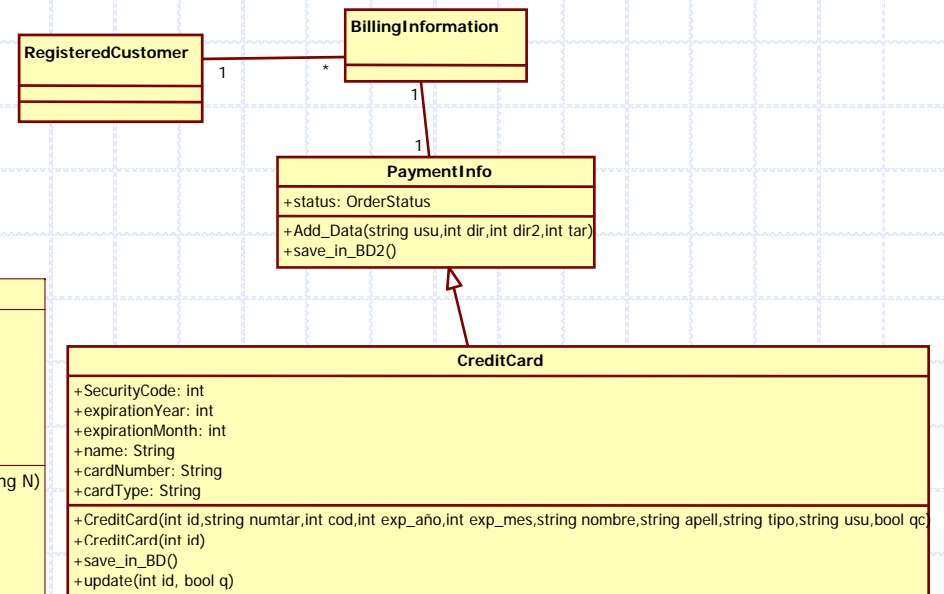 BillingInformation
RegisteredCustomer
1
*
1
1
PaymentInfo
+status: OrderStatus
+Add_Data(string usu,int dir,int dir2,int tar)
+save_in_BD2()
CreditCard
+SecurityCode: int
+expirationYear: int
+expirationMonth: int
+name: String
+cardNumber: String
+cardType: String
ng N)
+CreditCard(int id,string numtar,int cod,int exp_año,int exp_mes,string nombre,string apell,string tipo,string usu,bool qc)
+CreditCard(int id)
+save_in_BD()
+update(int id, bool q)